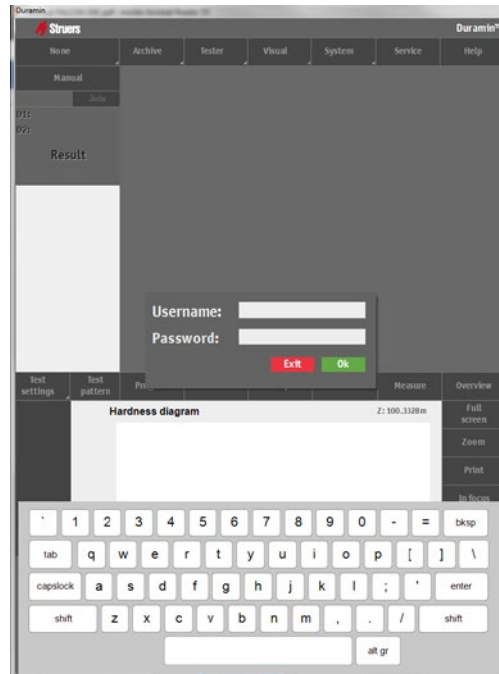 Duramin
Struers
Duramin™
None Archive Tester Visual System Service Help
Manual
D1:
D2:
Result
Username:
Password:
Exit Ok
Test settings
Test pattern
Measure
Overview
Hardness diagram
Z: 100,3328m
Full screen
Zoom
Print
In focus
` 1 2 3 4 5 6 7 8 9 0 - = bksp
tab q w e r t y u i o p [ ] \
capslock a s d f g h j k l ; ' enter
shift z x c v b n m , . / shift
alt gr